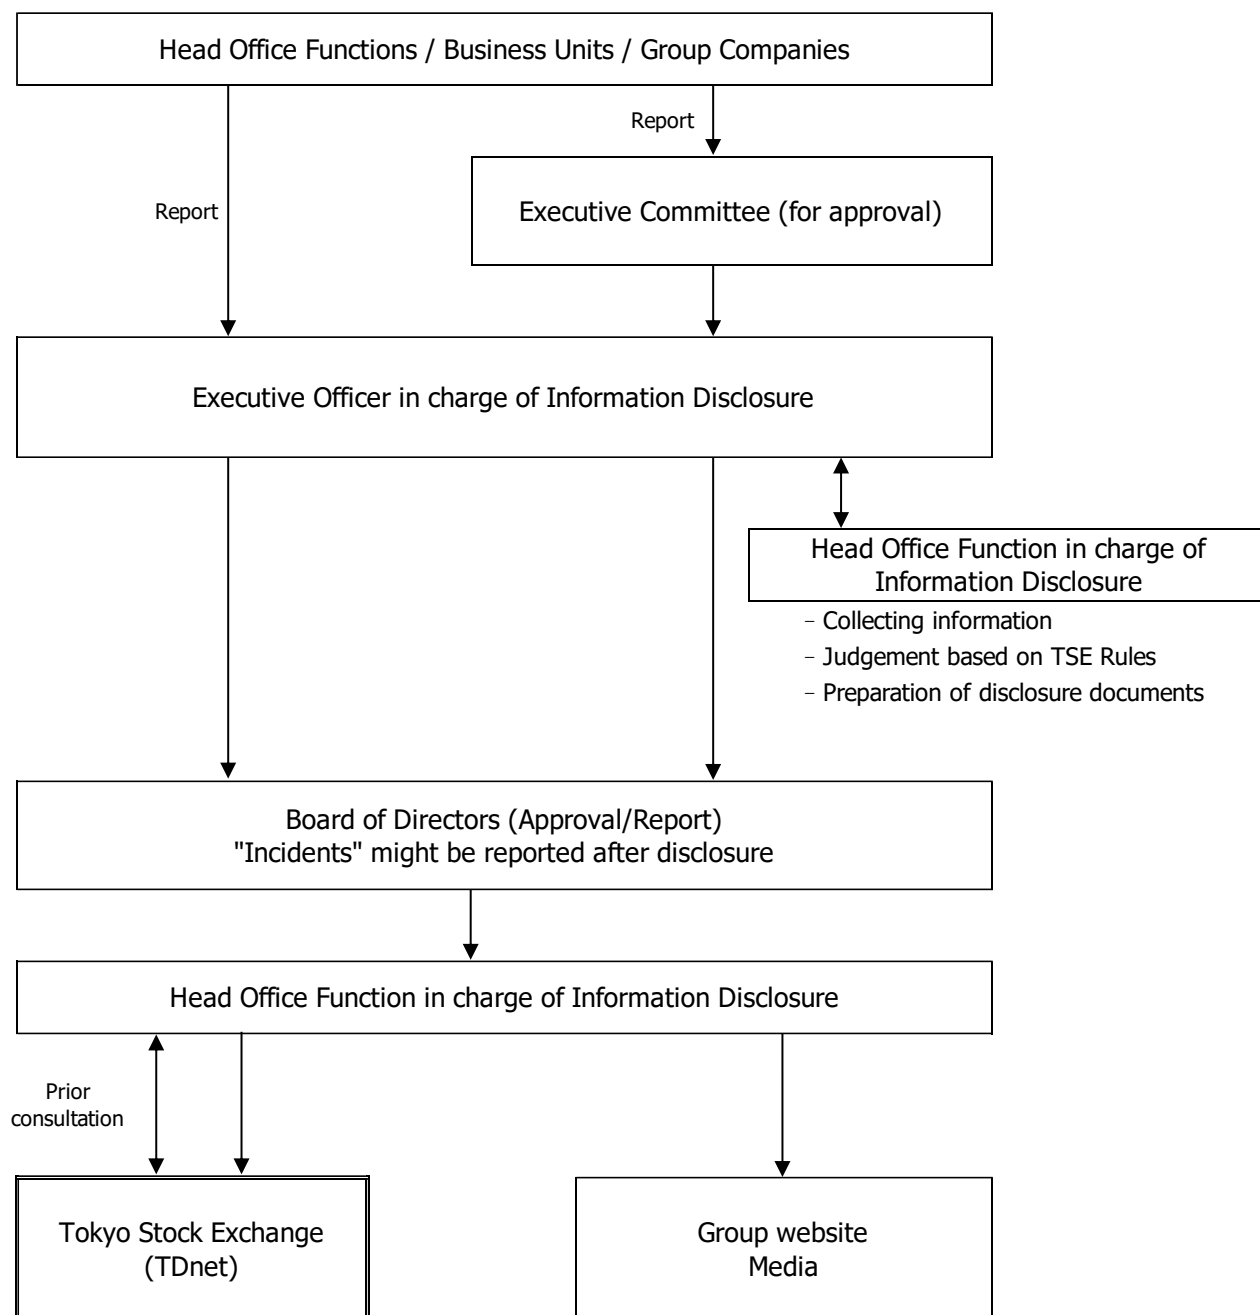 Head Office Functions / Business Units / Group Companies
Report
Report
Executive Committee (for approval)
Executive Officer in charge of Information Disclosure
Head Office Function in charge of
Information Disclosure
- Collecting information
- Judgement based on TSE Rules
- Preparation of disclosure documents
Board of Directors (Approval/Report)
"Incidents" might be reported after disclosure
Head Office Function in charge of Information Disclosure
Prior
consultation
Tokyo Stock Exchange
(TDnet)
Group website
Media